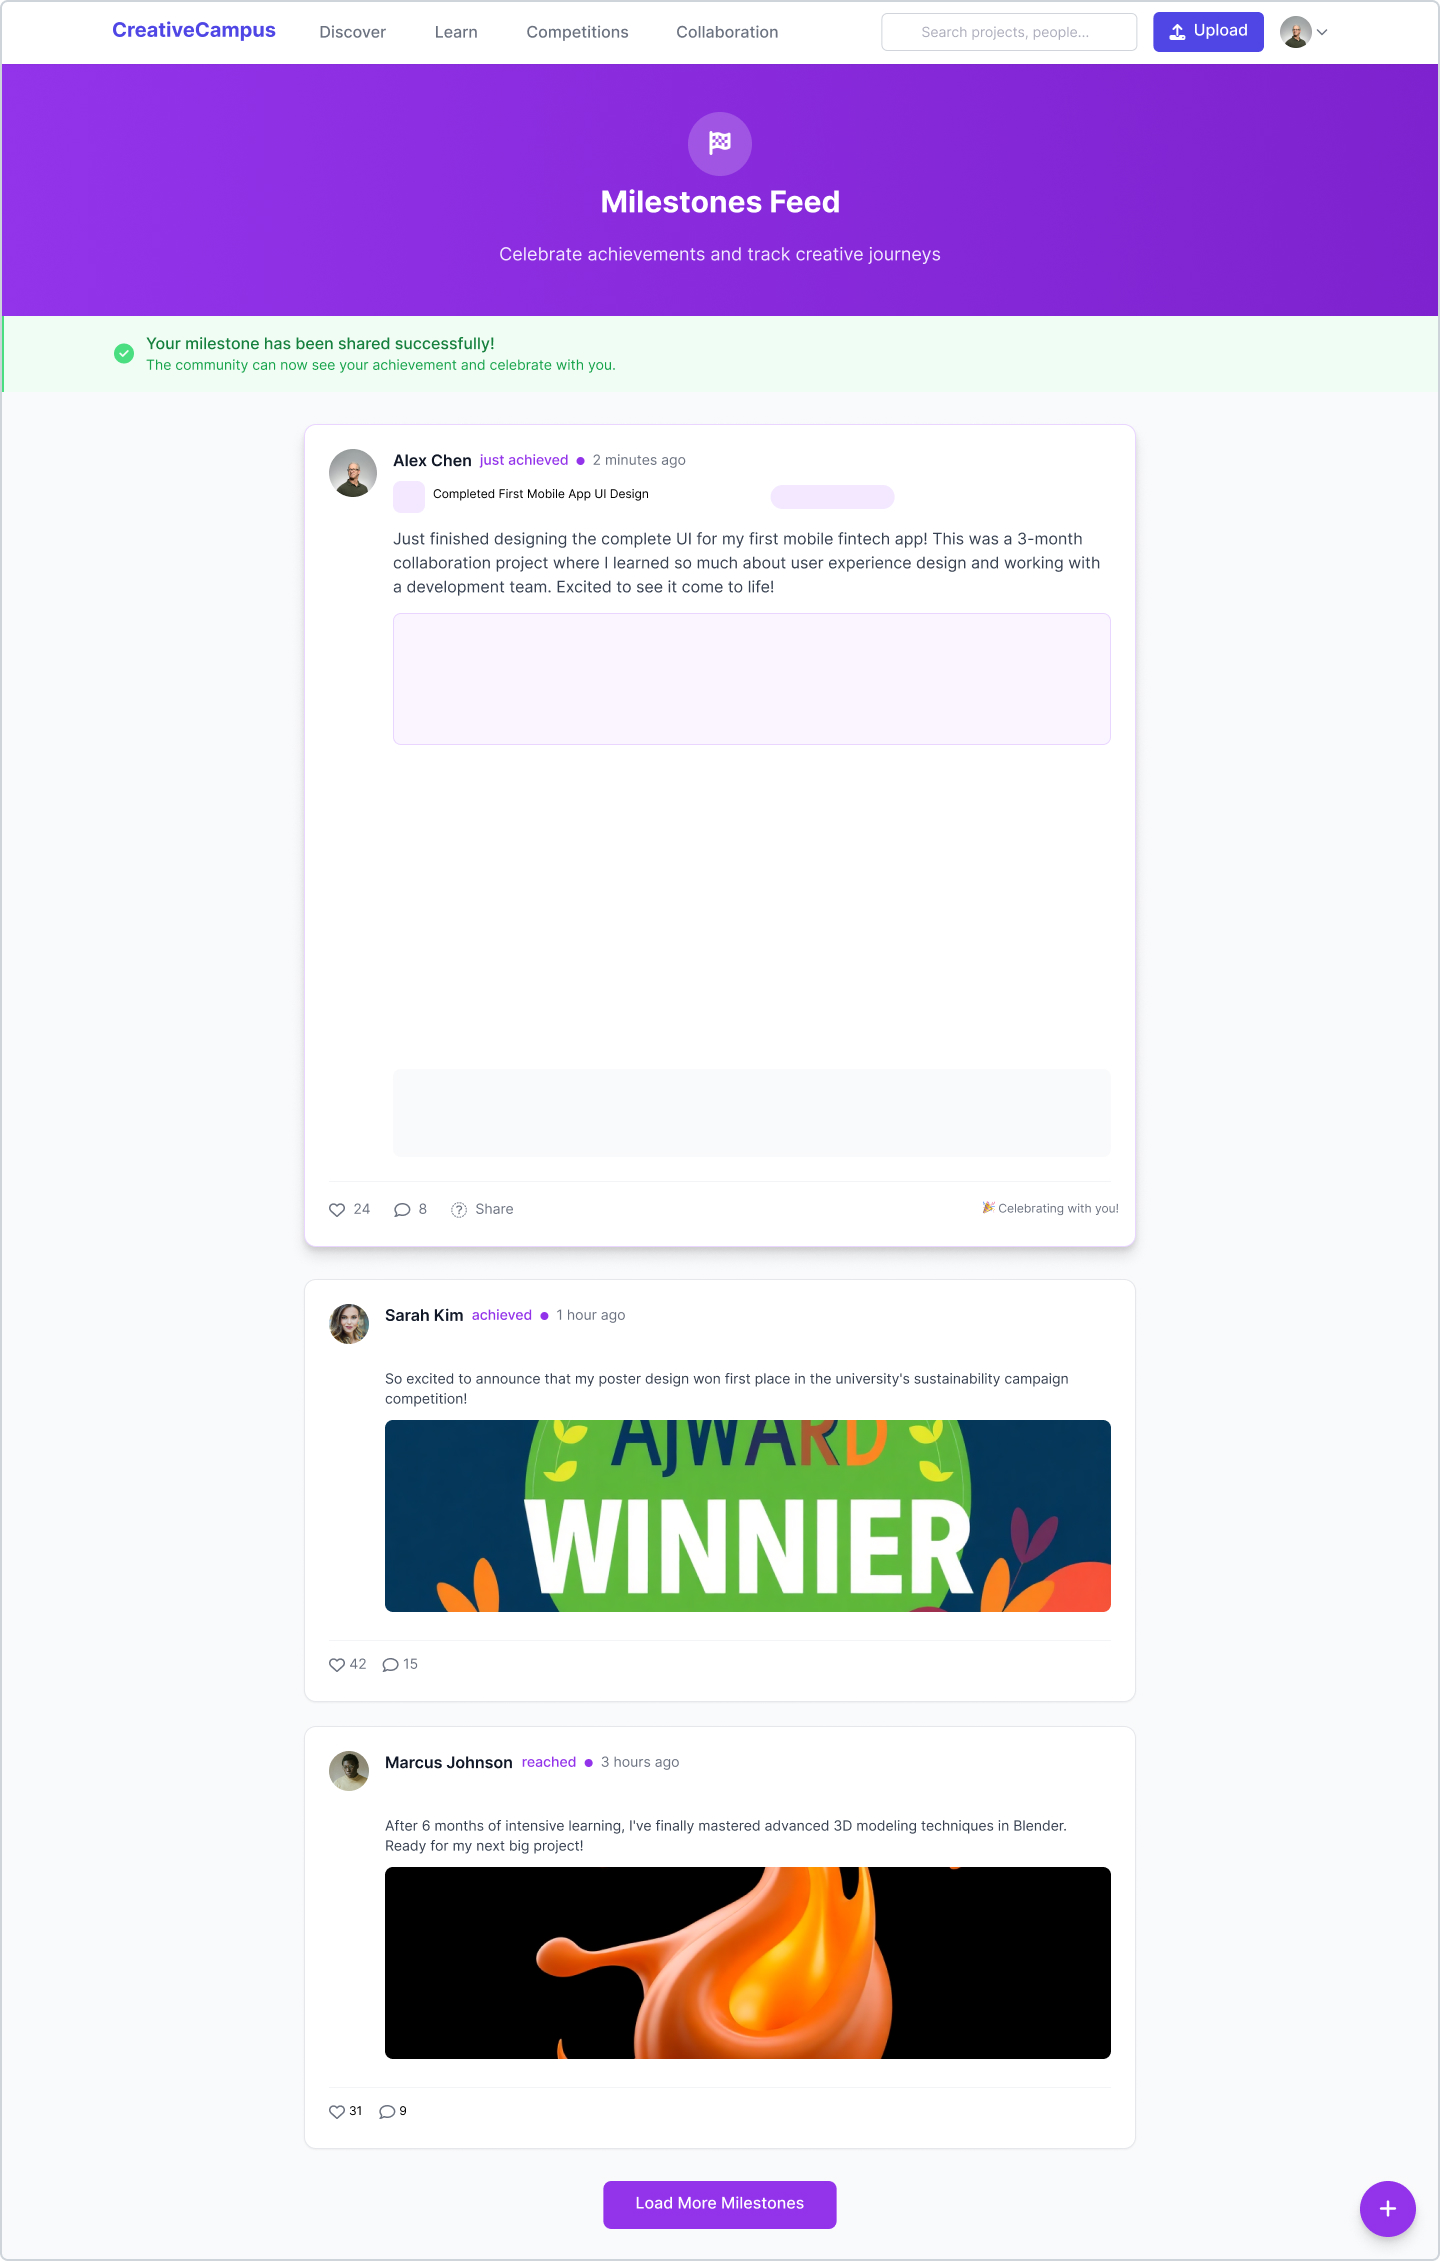 CreativeCampus
Discover
Learn
Competitions
Collaboration
Search projects, people...
Upload
Milestones Feed
Celebrate achievements and track creative journeys
Your milestone has been shared successfully!
The community can now see your achievement and celebrate with you.
Alex Chen just achieved 2 minutes ago
Completed First Mobile App UI Design
Just finished designing the complete UI for my first mobile fintech app! This was a 3-month
collaboration project where I learned so much about user experience design and working with
a development team. Excited to see it come to life!
24 8 Share
🎉 Celebrating with you!
Sarah Kim achieved 1 hour ago
So excited to announce that my poster design won first place in the university's sustainability campaign
competition!
AJWARD
WINNIER
42 15
Marcus Johnson reached 3 hours ago
After 6 months of intensive learning, I've finally mastered advanced 3D modeling techniques in Blender.
Ready for my next big project!
31 9
Load More Milestones